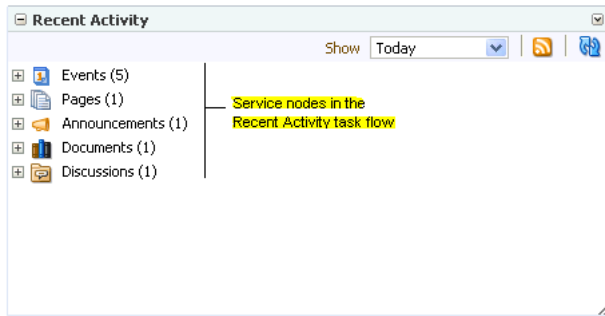 Recent Activity
Show Today
Events (5)
Pages (1)
Announcements (1)
Documents (1)
Discussions (1)
Service nodes in the
Recent Activity task flow